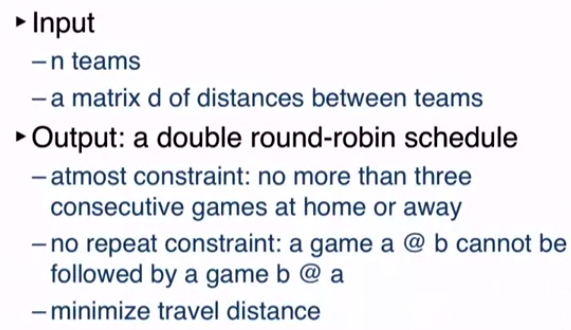 ▸ Input
– n teams
– a matrix d of distances between teams
▸ Output: a double round-robin schedule
– atmost constraint: no more than three
consecutive games at home or away
– no repeat constraint: a game a @ b cannot be
followed by a game b @ a
– minimize travel distance